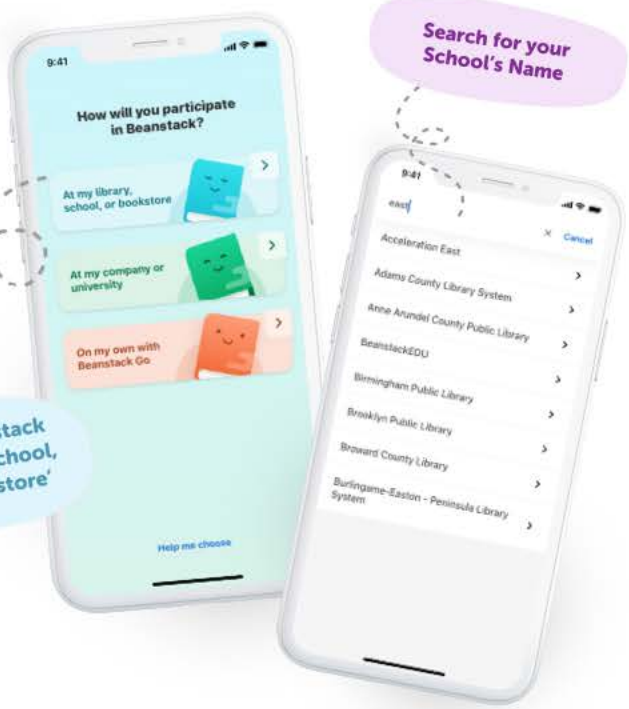 9:41
How will you participate
in Beanstack?
At my library,
school, or bookstore
At my company or
university
On my own with
Beanstack Go
Help me choose
stack
chool,
store'
Search for your
School's Name
9:41
east
Cancel
Acceleration East
Adams County Library System
Anne Arundel County Public Library
BeanstackEDU
Birmingham Public Library
Brooklyn Public Library
Broward County Library
Burlingame-Easton - Peninsula Library
System